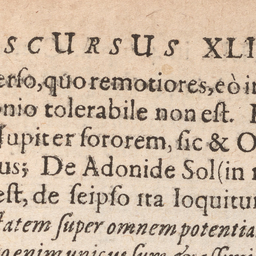 SCURSUS XLI
erſo, quo remotiores, eò in
onio tolerabile non eſt.
Jupiter ſororem, ſic & O
us; De Adonide Sol (in
eſt, de ſeipſo ita loquitu
tatem ſuper omnem potentia